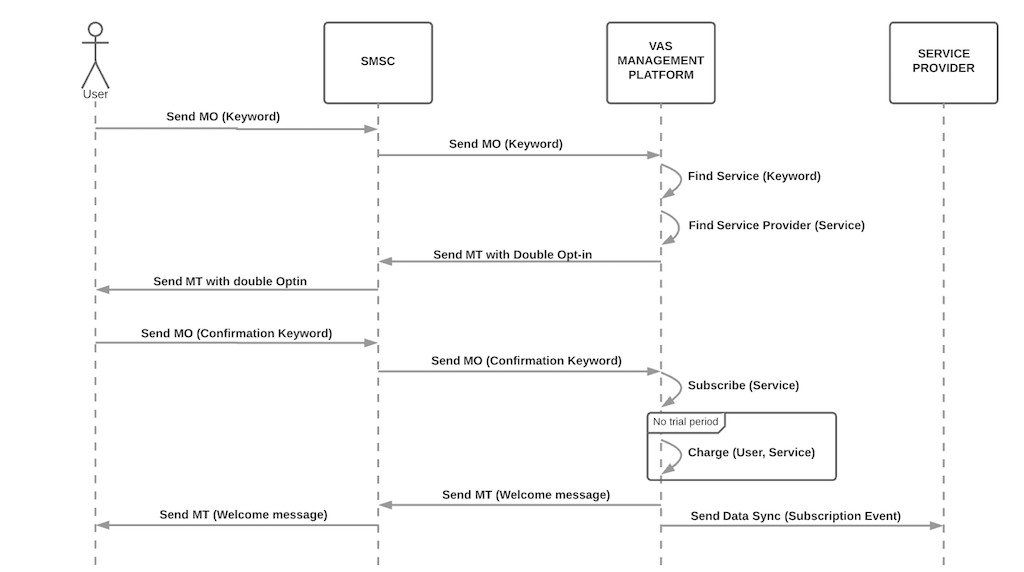 User
SMSC
VAS
MANAGEMENT
PLATFORM
SERVICE
PROVIDER
Send MO (Keyword)
Send MO (Keyword)
Find Service (Keyword)
Find Service Provider (Service)
Send MT with Double Opt-in
Send MT with double Optin
Send MO (Confirmation Keyword)
Send MO (Confirmation Keyword)
Subscribe (Service)
No trial period
Charge (User, Service)
Send MT (Welcome message)
Send MT (Welcome message)
Send Data Sync (Subscription Event)